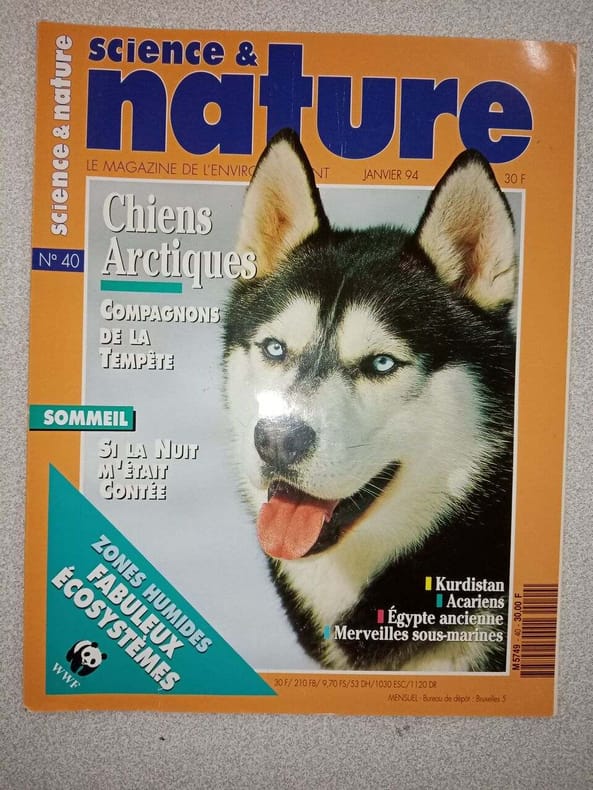 science & nature
science &
nature
LE MAGAZINE DE L'ENVIRO MENT JANVIER 94 30 F
N° 40
Chiens
Arctiques
COMPAGNONS
DE LA
TEMPÊTE
SOMMEIL
SI LA NUIT
M'ÉTAIT
CONTÉE
ZONES HUMIDES
FABULEUX
ÉCOSYSTÈMES
WWF
Kurdistan
Acariens
Égypte ancienne
Merveilles sous-marines
M 5749 - 40 - 30,00 F
30 F/ 210 FB/ 9,70 FS/53 DH/1030 ESC/1120 DR
MENSUEL - Bureau de dépôt : Bruxelles 5